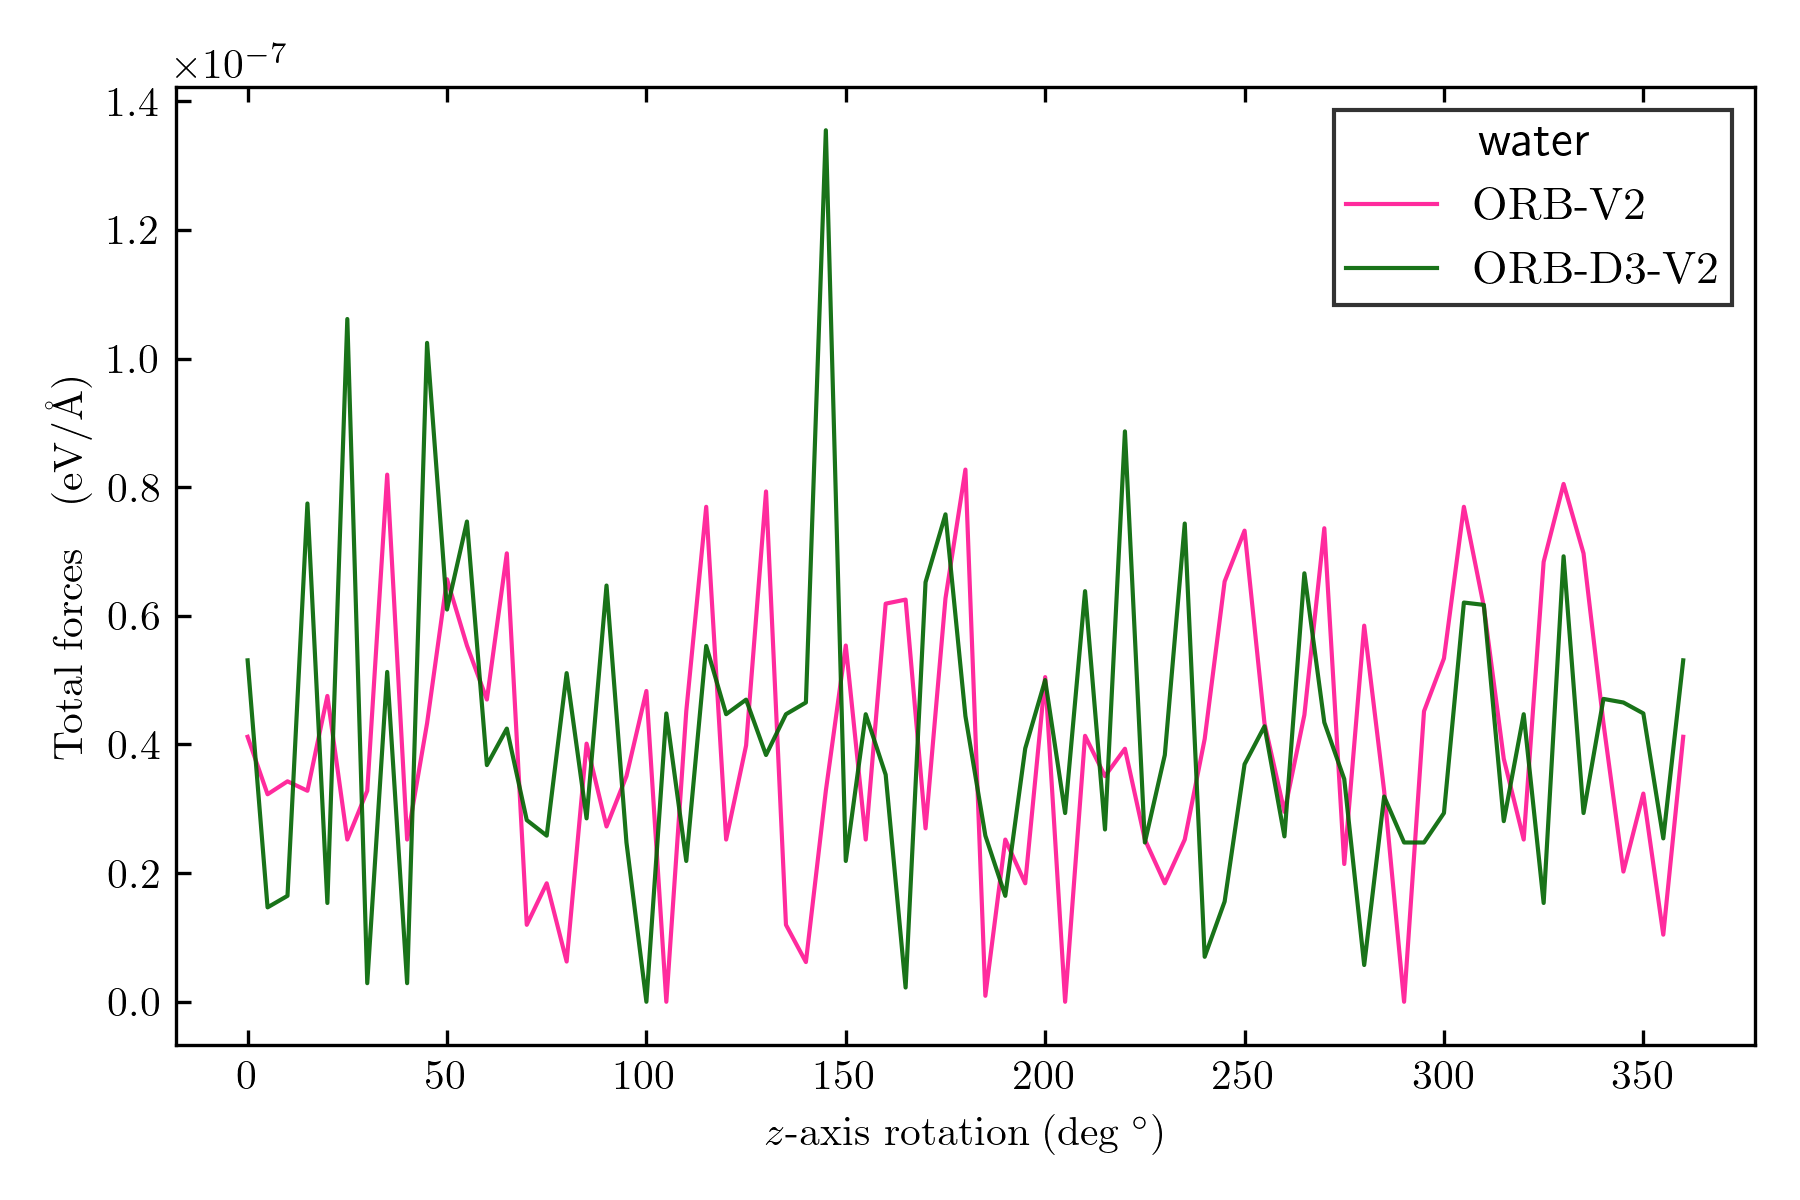 ×10⁻⁷
1.4
1.2
1.0
0.8
0.6
0.4
0.2
0.0
Total forces (eV/Å)
water
ORB-V2
ORB-D3-V2
0 50 100 150 200 250 300 350
z-axis rotation (deg °)